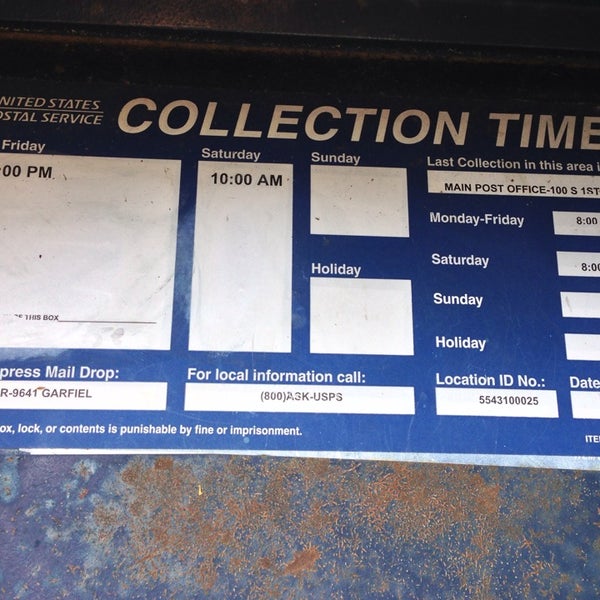 UNITED STATES
POSTAL SERVICE
COLLECTION TIME
Friday
:00 PM
Saturday
10:00 AM
Sunday
Holiday
OF THIS BOX
Last Collection in this area i
MAIN POST OFFICE-100 S 1ST
Monday-Friday 8:00
Saturday 8:00
Sunday
Holiday
press Mail Drop:
R-9641 GARFIEL
For local information call:
(800)ASK-USPS
Location ID No.:
5543100025
Date
ox, lock, or contents is punishable by fine or imprisonment.
ITE